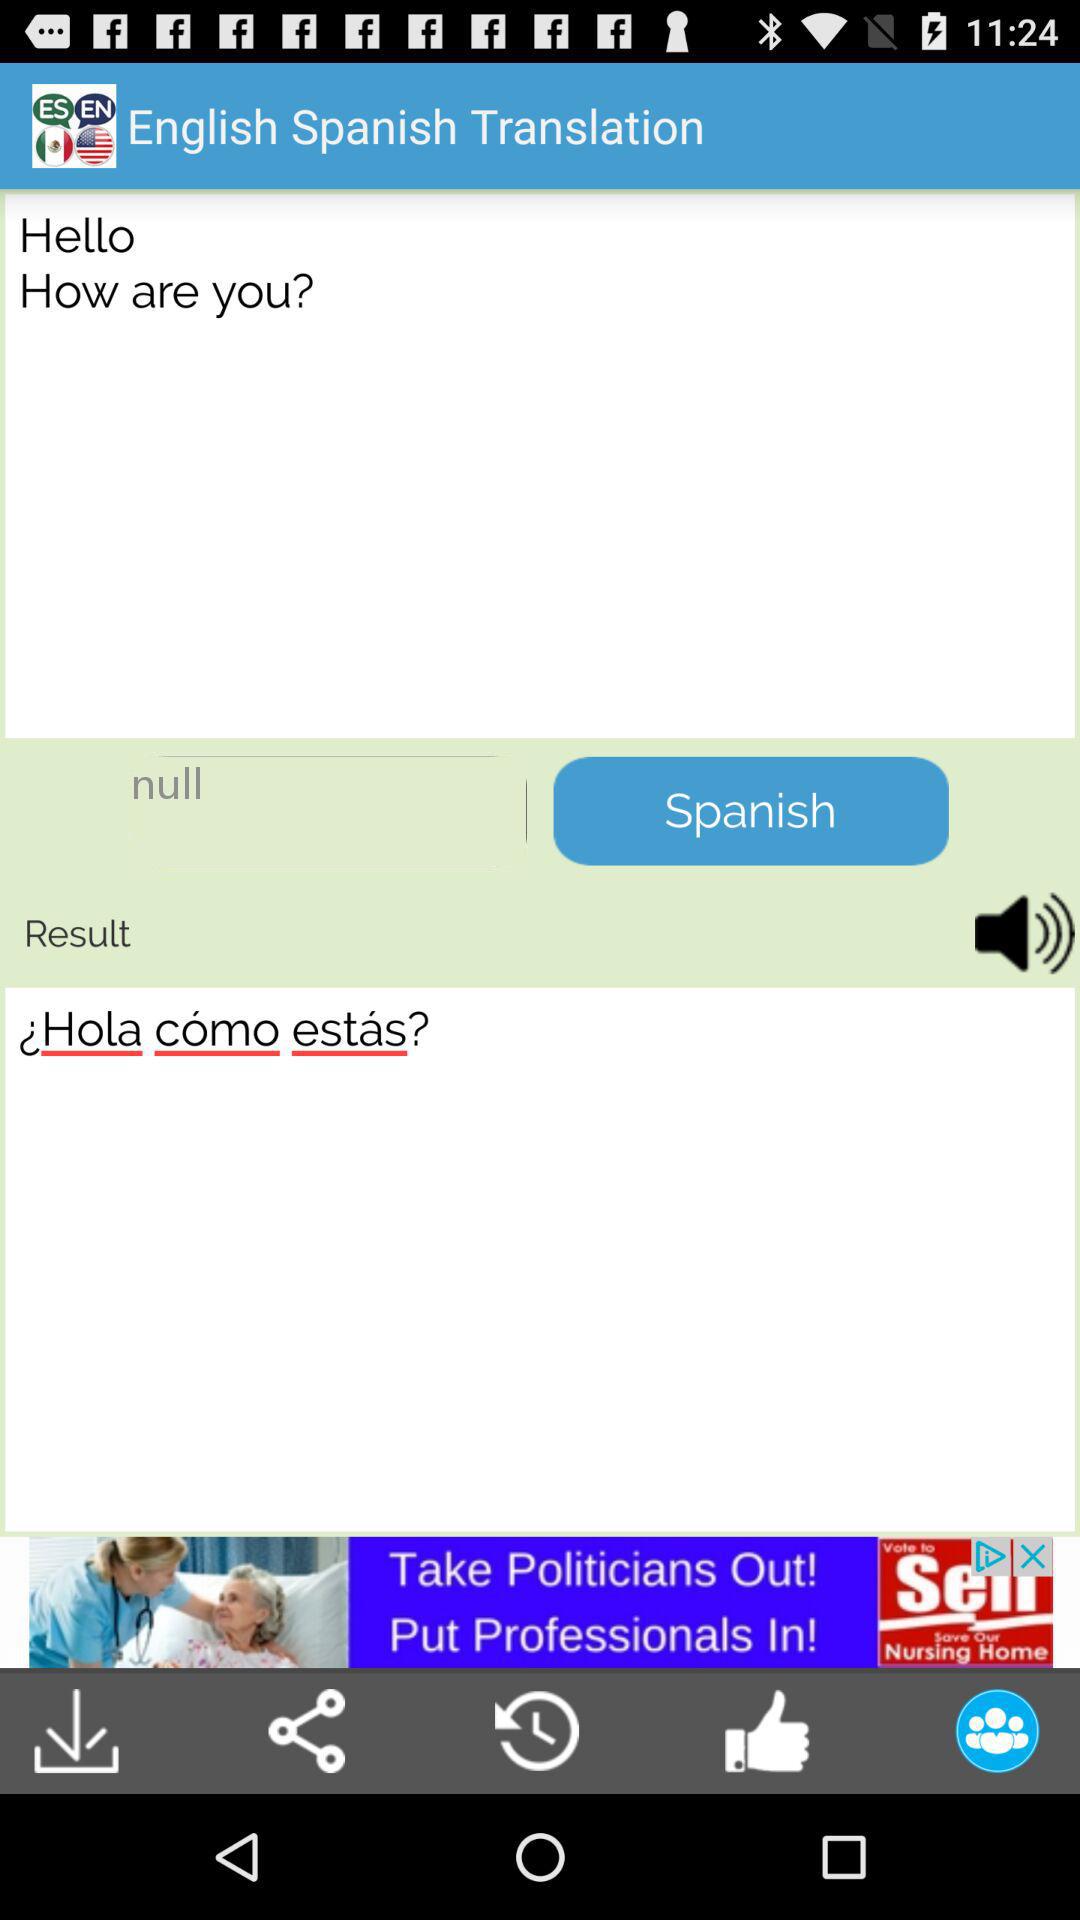 11:24
ES EN
English Spanish Translation
Hello
How are you?
null
Spanish
Result
¿Hola cómo estás?
Take Politicians Out!
Put Professionals In!
Vote to
Sell
Save Our
Nursing Home